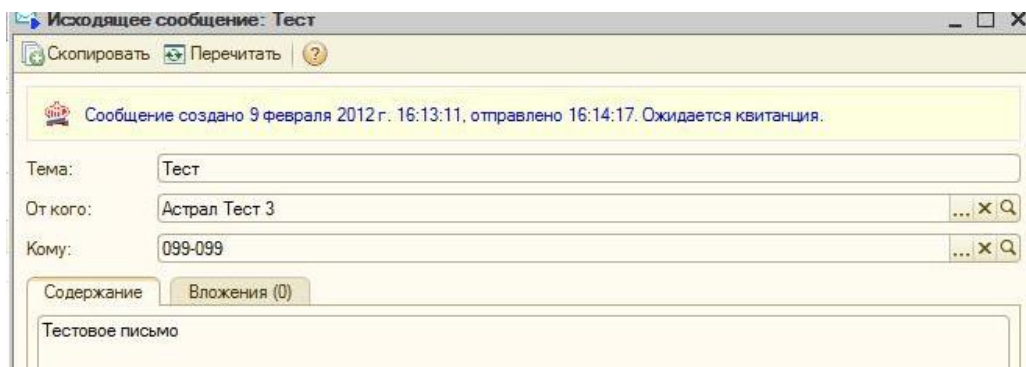 Исходящее сообщение: Тест
Скопировать Перечитать ?
Сообщение создано 9 февраля 2012 г. 16:13:11, отправлено 16:14:17. Ожидается квитанция.
Тема: Тест
От кого: Астрал Тест 3 ...
Кому: 099-099 ...
Содержание Вложения (0)
Тестовое письмо